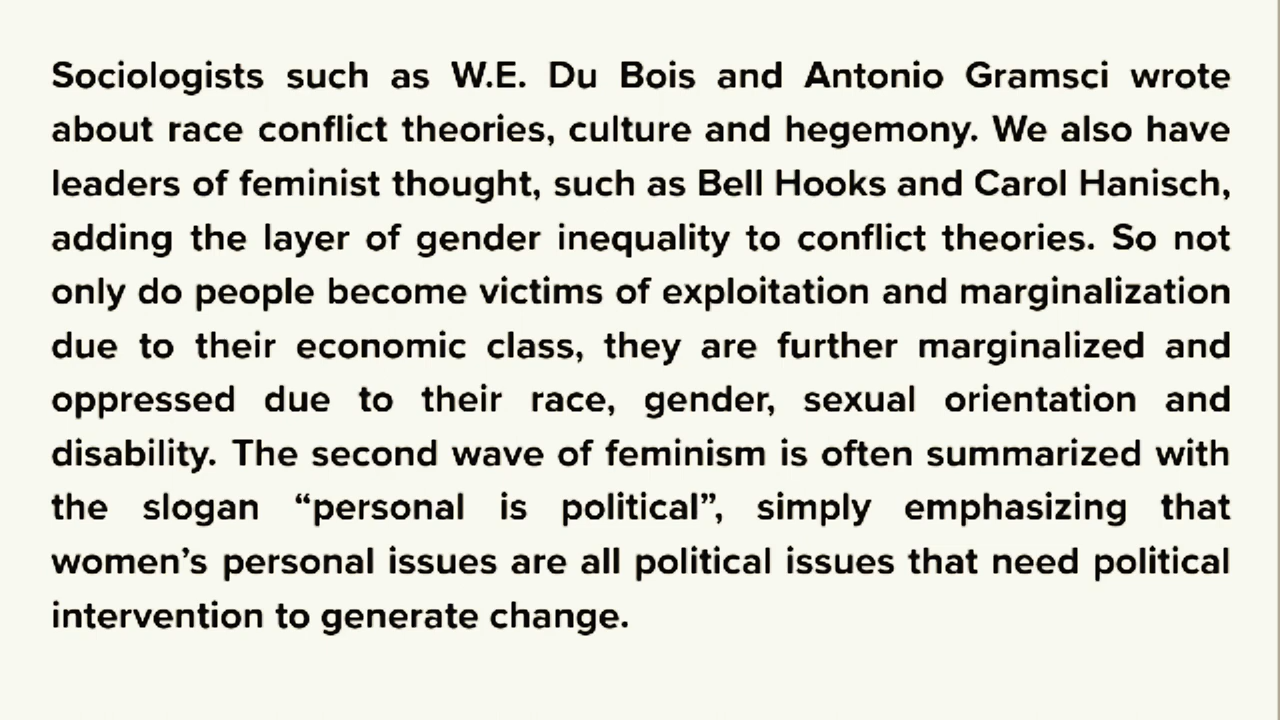 Sociologists such as W.E. Du Bois and Antonio Gramsci wrote
about race conflict theories, culture and hegemony. We also have
leaders of feminist thought, such as Bell Hooks and Carol Hanisch,
adding the layer of gender inequality to conflict theories. So not
only do people become victims of exploitation and marginalization
due to their economic class, they are further marginalized and
oppressed due to their race, gender, sexual orientation and
disability. The second wave of feminism is often summarized with
the slogan “personal is political”, simply emphasizing that
women’s personal issues are all political issues that need political
intervention to generate change.